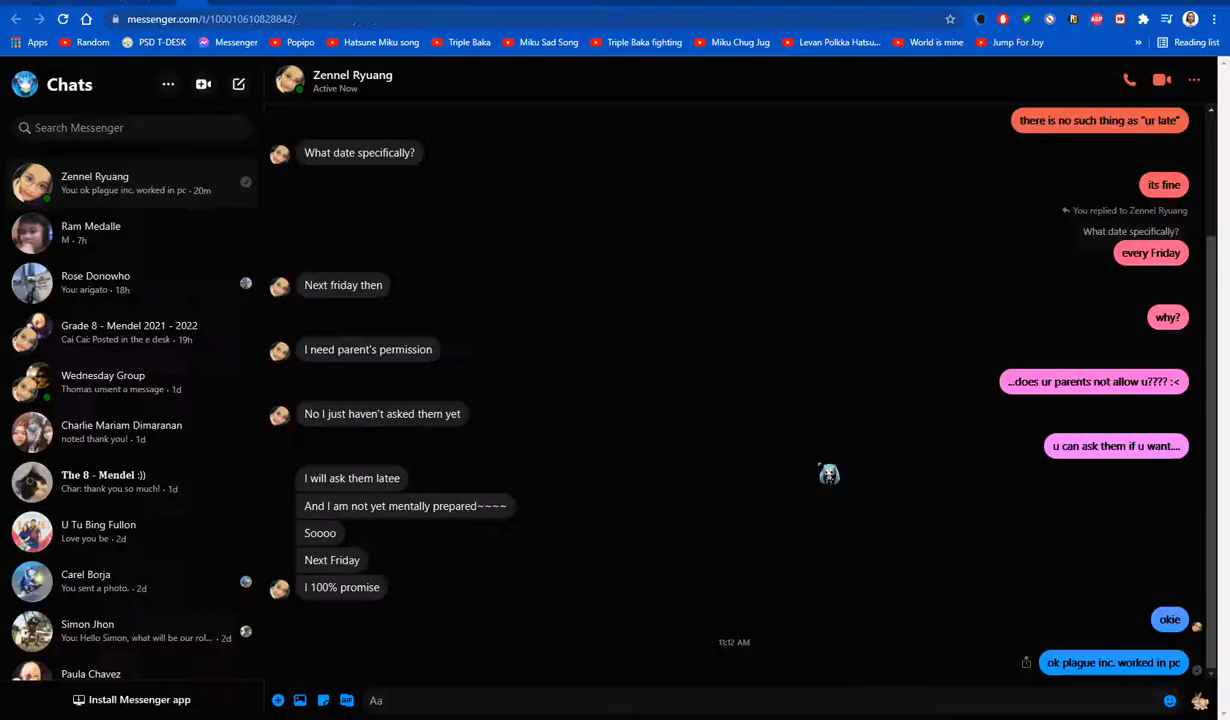 messenger.com/t/100010610828842/
Apps Random PSD T-DESK Messenger Popipo Hatsune Miku song Triple Baka Miku Sad Song Triple Baka fighting Miku Chug Jug Levan Polkka Hatsu... World is mine Jump For Joy » Reading list
Chats
Search Messenger
Zennel Ryuang
You: ok plague inc. worked in pc · 20m
Ram Medalle
M · 7h
Rose Donowho
You: arigato · 18h
Grade 8 - Mendel 2021 - 2022
Cai Cai: Posted in the e desk · 19h
Wednesday Group
Thomas unsent a message · 1d
Charlie Mariam Dimaranan
noted thank you! · 1d
The 8 - Mendel :))
Char: thank you so much! · 1d
U Tu Bing Fullon
Love you be · 2d
Carel Borja
You sent a photo. · 2d
Simon Jhon
You: Hello Simon, what will be our rol... · 2d
Paula Chavez
Install Messenger app
Zennel Ryuang
Active Now
there is no such thing as "ur late"
What date specifically?
its fine
You replied to Zennel Ryuang
What date specifically?
every Friday
Next friday then
why?
I need parent's permission
...does ur parents not allow u???? :<
No I just haven't asked them yet
u can ask them if u want....
I will ask them latee
And I am not yet mentally prepared~~~~
Soooo
Next Friday
I 100% promise
okie
11:12 AM
ok plague inc. worked in pc
GIF Aa